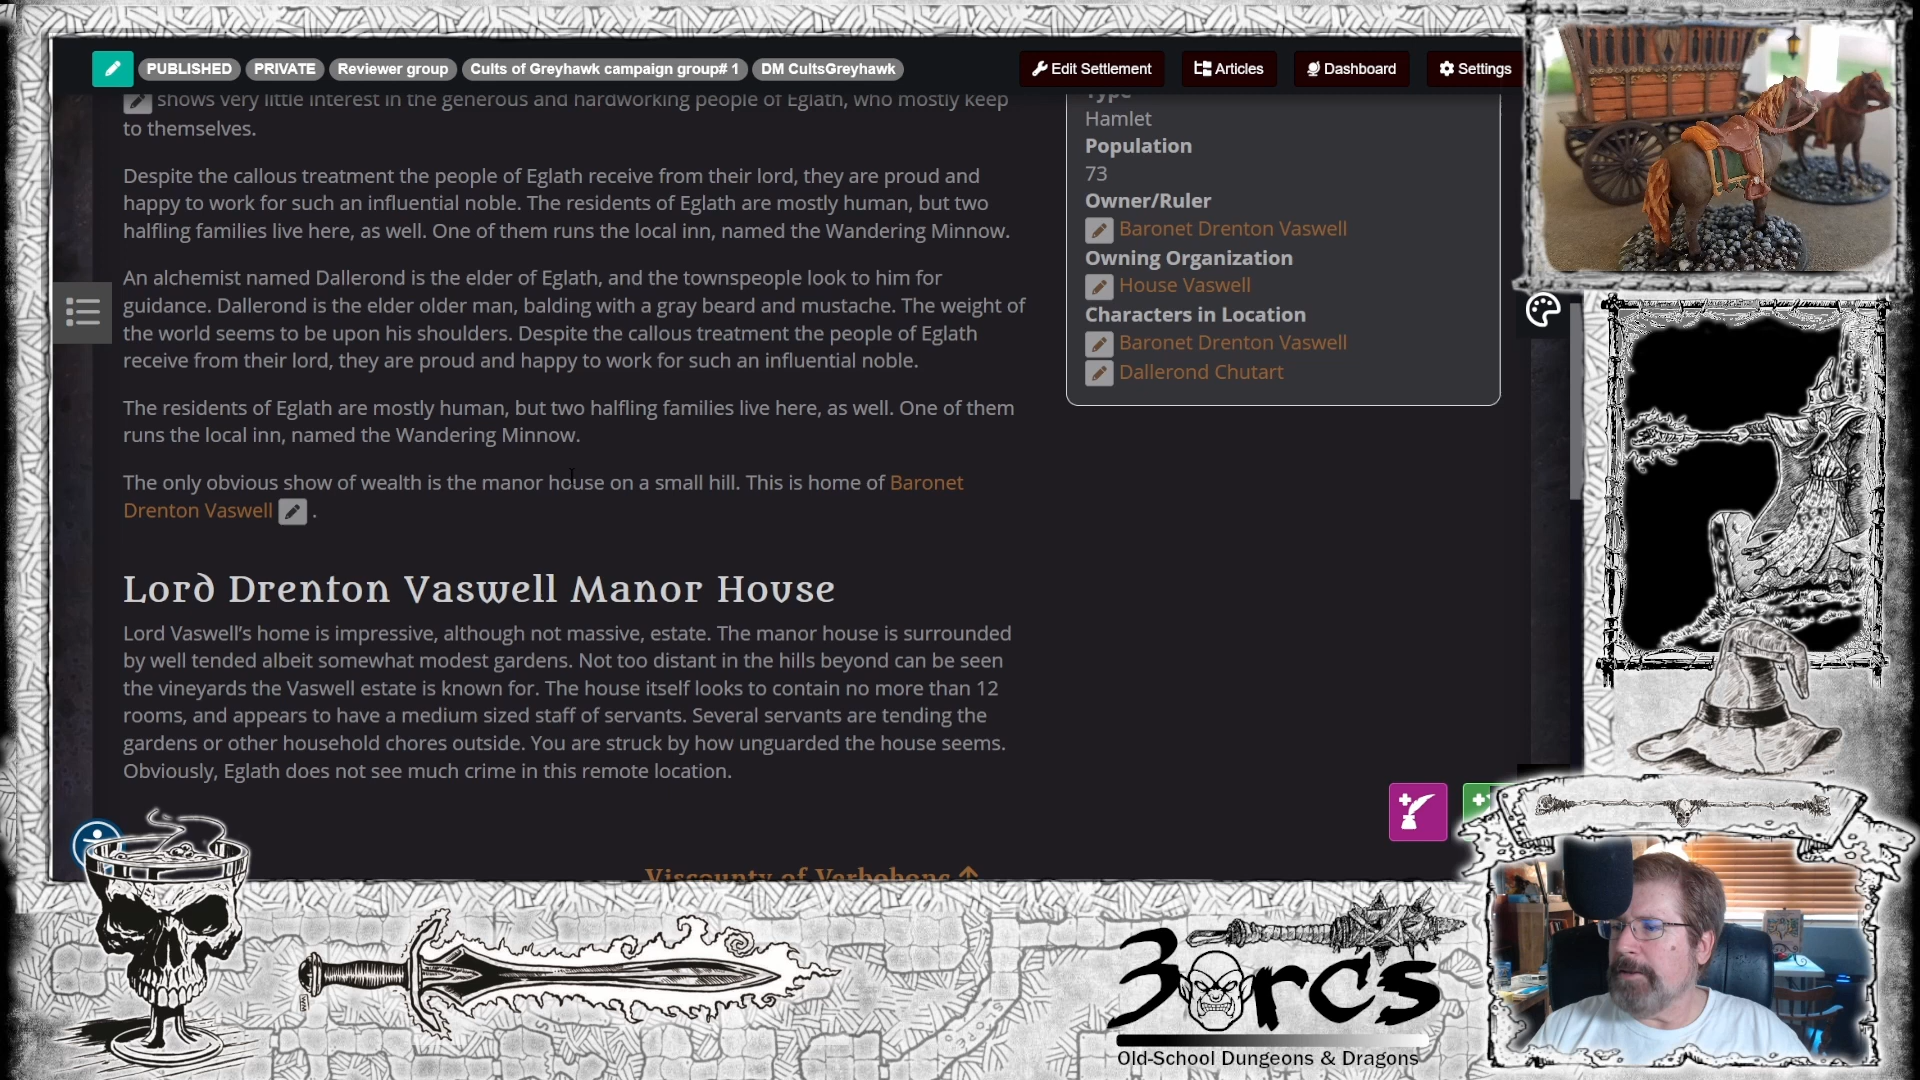 PUBLISHED PRIVATE Reviewer group Cults of Greyhawk campaign group# 1 DM CultsGreyhawk
Edit Settlement Articles Dashboard Settings
shows very little interest in the generous and hardworking people of Eglath, who mostly keep
to themselves.
Despite the callous treatment the people of Eglath receive from their lord, they are proud and
happy to work for such an influential noble. The residents of Eglath are mostly human, but two
halfling families live here, as well. One of them runs the local inn, named the Wandering Minnow.
An alchemist named Dallerond is the elder of Eglath, and the townspeople look to him for
guidance. Dallerond is the elder older man, balding with a gray beard and mustache. The weight of
the world seems to be upon his shoulders. Despite the callous treatment the people of Eglath
receive from their lord, they are proud and happy to work for such an influential noble.
The residents of Eglath are mostly human, but two halfling families live here, as well. One of them
runs the local inn, named the Wandering Minnow.
The only obvious show of wealth is the manor house on a small hill. This is home of Baronet
Drenton Vaswell .
Lord Drenton Vaswell Manor House
Lord Vaswell’s home is impressive, although not massive, estate. The manor house is surrounded
by well tended albeit somewhat modest gardens. Not too distant in the hills beyond can be seen
the vineyards the Vaswell estate is known for. The house itself looks to contain no more than 12
rooms, and appears to have a medium sized staff of servants. Several servants are tending the
gardens or other household chores outside. You are struck by how unguarded the house seems.
Obviously, Eglath does not see much crime in this remote location.
Viscounty of Verbobonc
Type
Hamlet
Population
73
Owner/Ruler
Baronet Drenton Vaswell
Owning Organization
House Vaswell
Characters in Location
Baronet Drenton Vaswell
Dallerond Chutart
3 orcs
Old-School Dungeons & Dragons